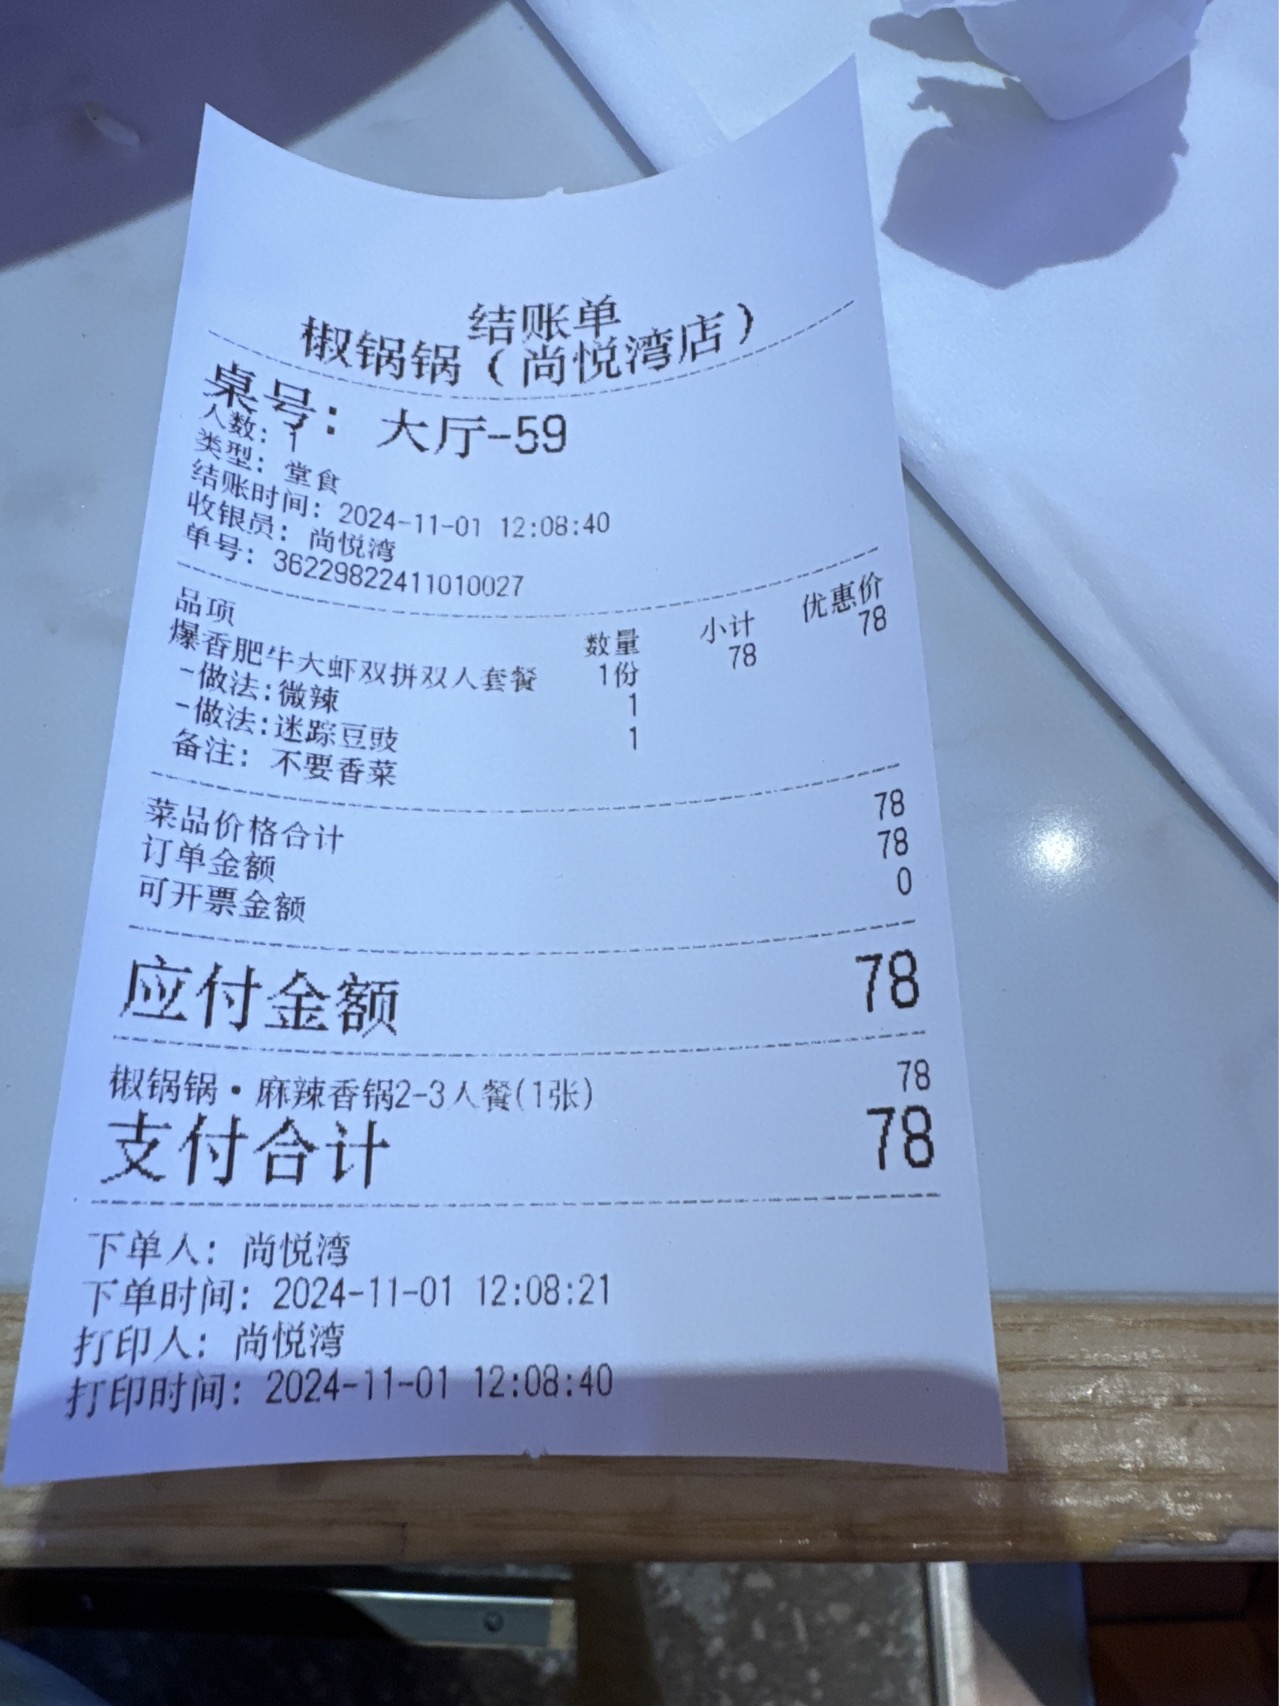 结账单
椒锅锅（尚悦湾店）
桌号：大厅-59
人数：1
类型：堂食
结账时间：2024-11-01 12:08:40
收银员：尚悦湾
单号：36229822411010027
品项 数量 小计 优惠价
爆香肥牛大虾双拼双人套餐 1份 78 78
-做法:微辣 1
-做法:迷踪豆豉 1
备注：不要香菜
菜品价格合计 78
订单金额 78
可开票金额 0
应付金额 78
椒锅锅·麻辣香锅2-3人餐(1张) 78
支付合计 78
下单人：尚悦湾
下单时间：2024-11-01 12:08:21
打印人：尚悦湾
打印时间：2024-11-01 12:08:40